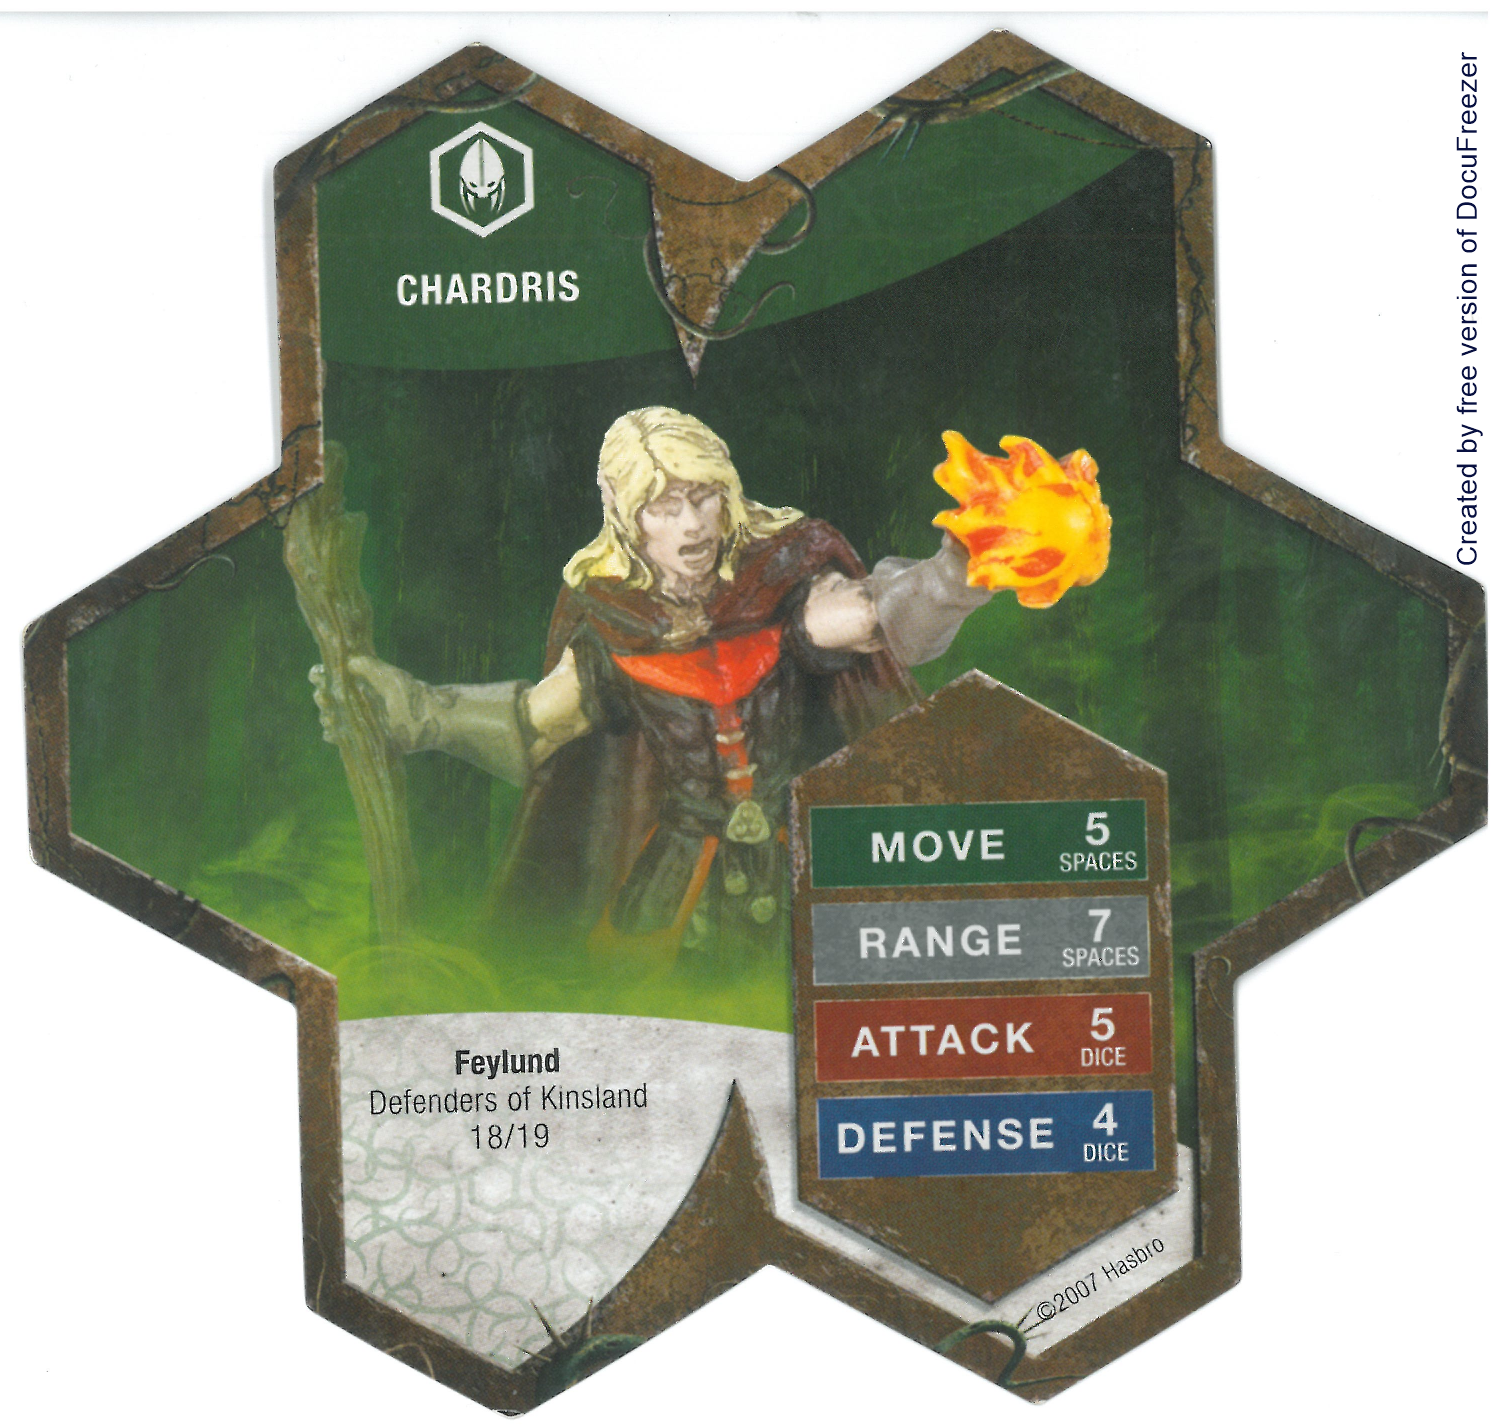 CHARDRIS
MOVE 5 SPACES
RANGE 7 SPACES
ATTACK 5 DICE
DEFENSE 4 DICE
Feylund
Defenders of Kinsland
18/19
©2007 Hasbro
Created by free version of DocuFreezer